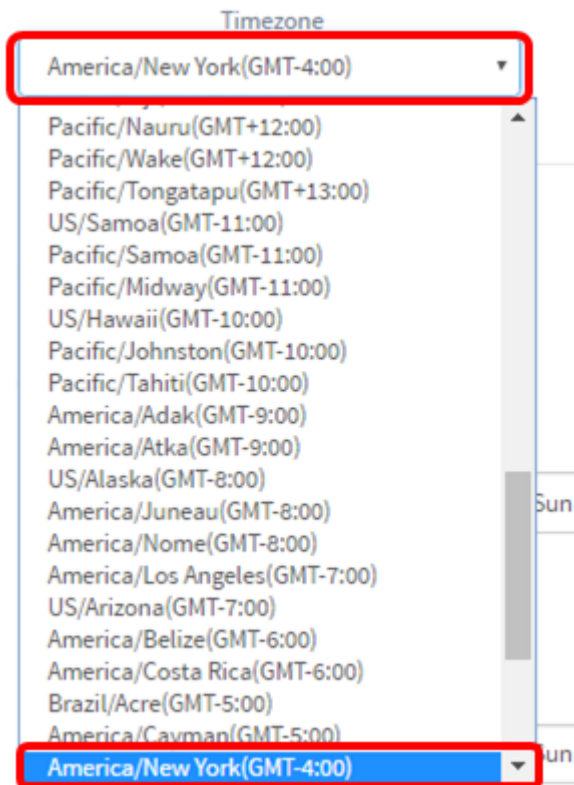 Timezone
America/New York(GMT-4:00)
Pacific/Nauru(GMT+12:00)
Pacific/Wake(GMT+12:00)
Pacific/Tongatapu(GMT+13:00)
US/Samoa(GMT-11:00)
Pacific/Samoa(GMT-11:00)
Pacific/Midway(GMT-11:00)
US/Hawaii(GMT-10:00)
Pacific/Johnston(GMT-10:00)
Pacific/Tahiti(GMT-10:00)
America/Adak(GMT-9:00)
America/Atka(GMT-9:00)
US/Alaska(GMT-8:00)
America/Juneau(GMT-8:00)
Sun
America/Nome(GMT-8:00)
America/Los Angeles(GMT-7:00)
US/Arizona(GMT-7:00)
America/Belize(GMT-6:00)
America/Costa Rica(GMT-6:00)
Brazil/Acre(GMT-5:00)
America/Cayman(GMT-5:00)
America/New York(GMT-4:00)
Sun